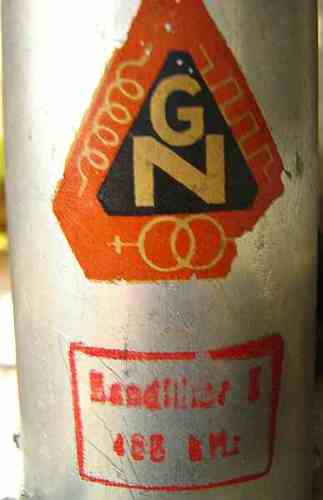 G
N
Bandfilter I
468 kHz